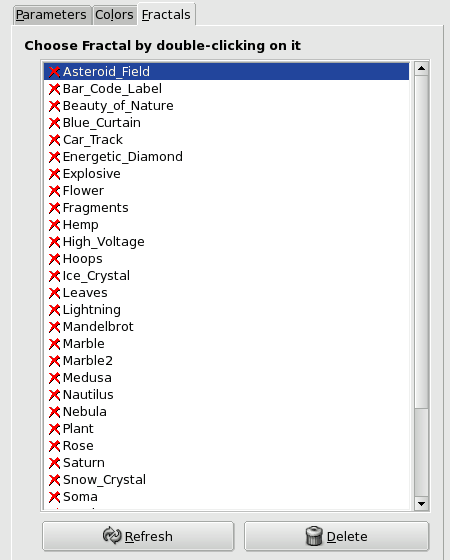 Parameters Colors Fractals
Choose Fractal by double-clicking on it
Asteroid_Field
Bar_Code_Label
Beauty_of_Nature
Blue_Curtain
Car_Track
Energetic_Diamond
Explosive
Flower
Fragments
Hemp
High_Voltage
Hoops
Ice_Crystal
Leaves
Lightning
Mandelbrot
Marble
Marble2
Medusa
Nautilus
Nebula
Plant
Rose
Saturn
Snow_Crystal
Soma
Refresh Delete